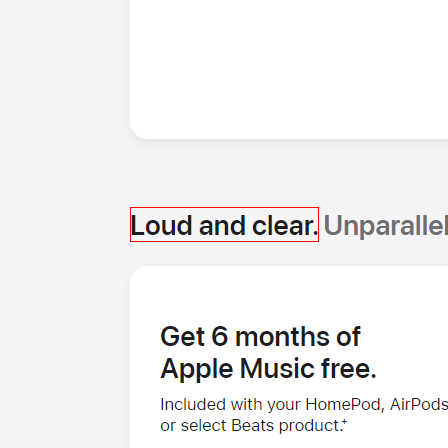 Loud and clear. Unparallel
Get 6 months of
Apple Music free.
Included with your HomePod, AirPods
or select Beats product.⁺